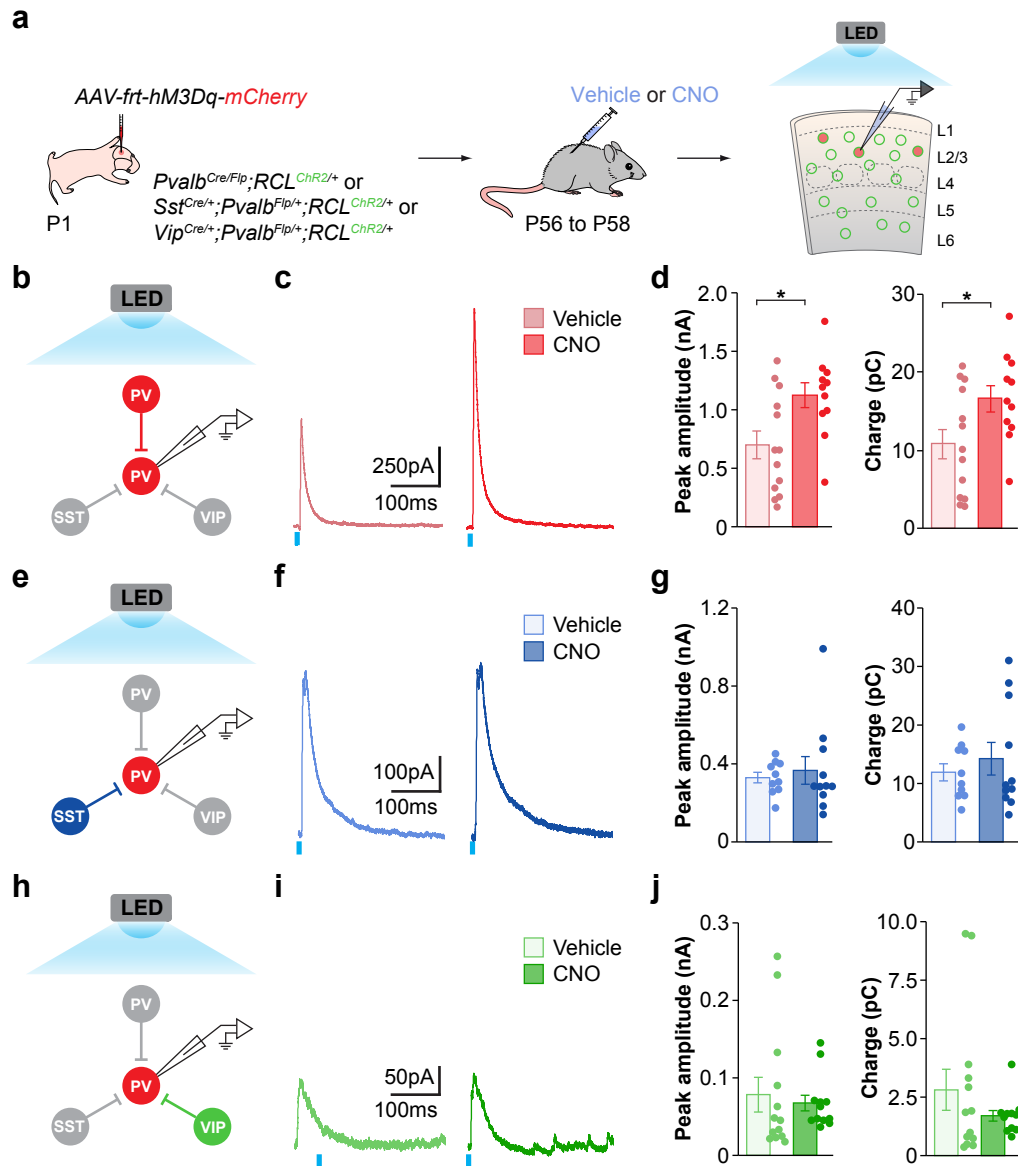 a
LED
AAV-frt-hM3Dq-mCherry
Vehicle or CNO
L1
L2/3
L4
L5
L6
Pvalb^Cre/Flp;RCL^ChR2/+ or
Sst^Cre/+;Pvalb^Flp/+;RCL^ChR2/+ or
Vip^Cre/+;Pvalb^Flp/+;RCL^ChR2/+
P1
P56 to P58
b
LED
PV
PV
SST
VIP
c
Vehicle
CNO
250pA
100ms
d
Peak amplitude (nA)
2.0
1.5
1.0
0.5
0
*
Charge (pC)
30
20
10
0
*
e
LED
PV
PV
SST
VIP
f
Vehicle
CNO
100pA
100ms
g
Peak amplitude (nA)
1.2
0.8
0.4
0
Charge (pC)
40
30
20
10
0
h
LED
PV
PV
SST
VIP
i
Vehicle
CNO
50pA
100ms
j
Peak amplitude (nA)
0.3
0.2
0.1
0
Charge (pC)
10.0
7.5
5.0
2.5
0